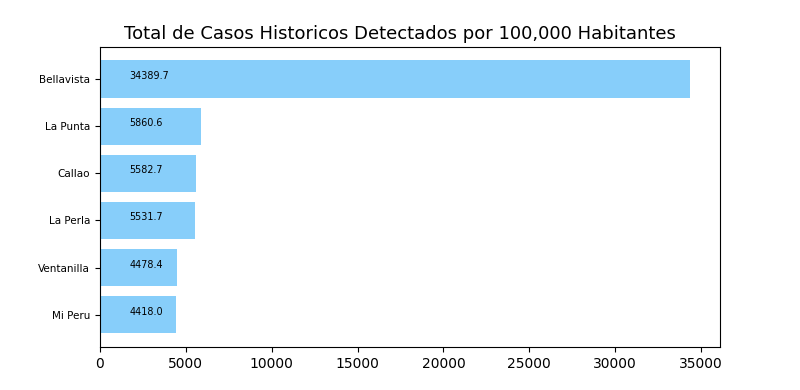 Total de Casos Historicos Detectados por 100,000 Habitantes
Bellavista 34389.7
La Punta 5860.6
Callao 5582.7
La Perla 5531.7
Ventanilla 4478.4
Mi Peru 4418.0
0 5000 10000 15000 20000 25000 30000 35000